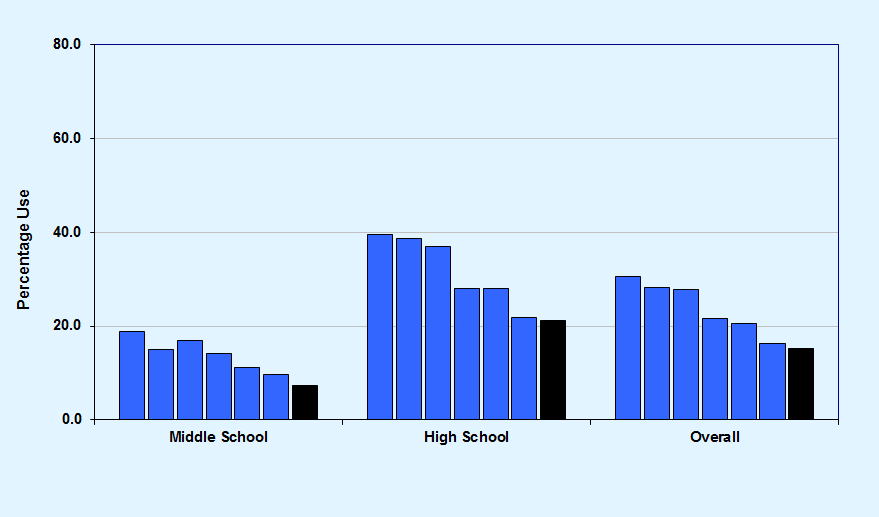 80.0
60.0
40.0
20.0
0.0
Percentage Use
Middle School
High School
Overall